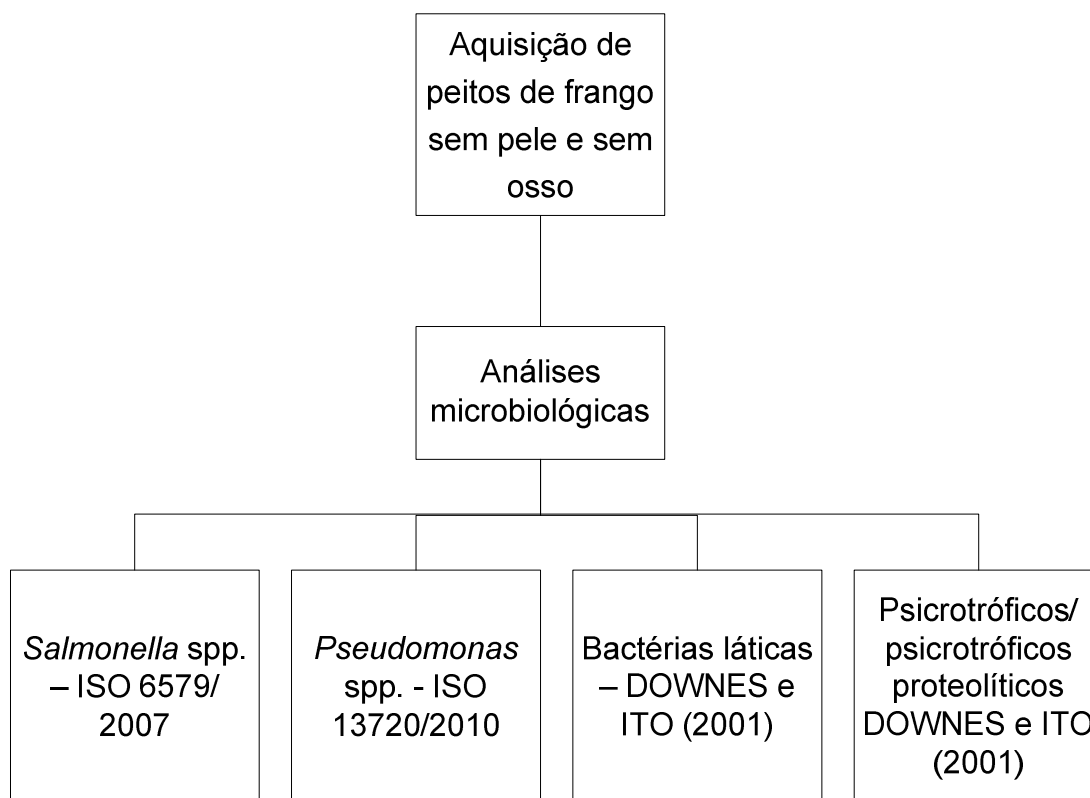 Aquisição de
peitos de frango
sem pele e sem
osso
Análises
microbiológicas
Salmonella spp.
– ISO 6579/
2007
Pseudomonas
spp. - ISO
13720/2010
Bactérias láticas
– DOWNES e
ITO (2001)
Psicrotróficos/
psicrotróficos
proteolíticos
DOWNES e ITO
(2001)